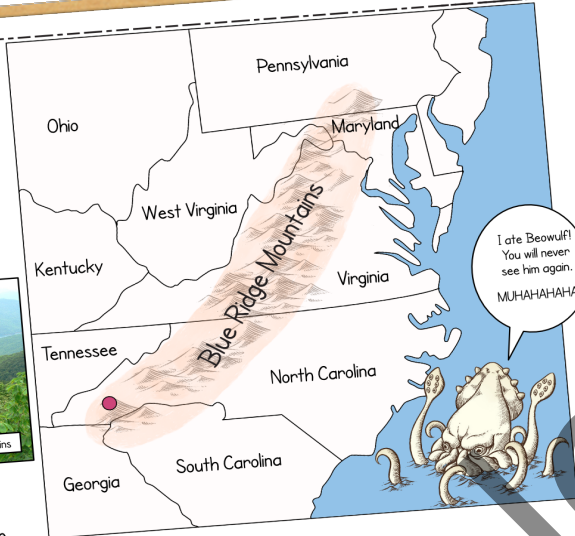 Pennsylvania
Ohio
Maryland
West Virginia
Blue Ridge Mountains
I ate Beowulf!
You will never
see him again.
MUHAHAHAHA
Kentucky
Virginia
Tennessee
North Carolina
South Carolina
Georgia